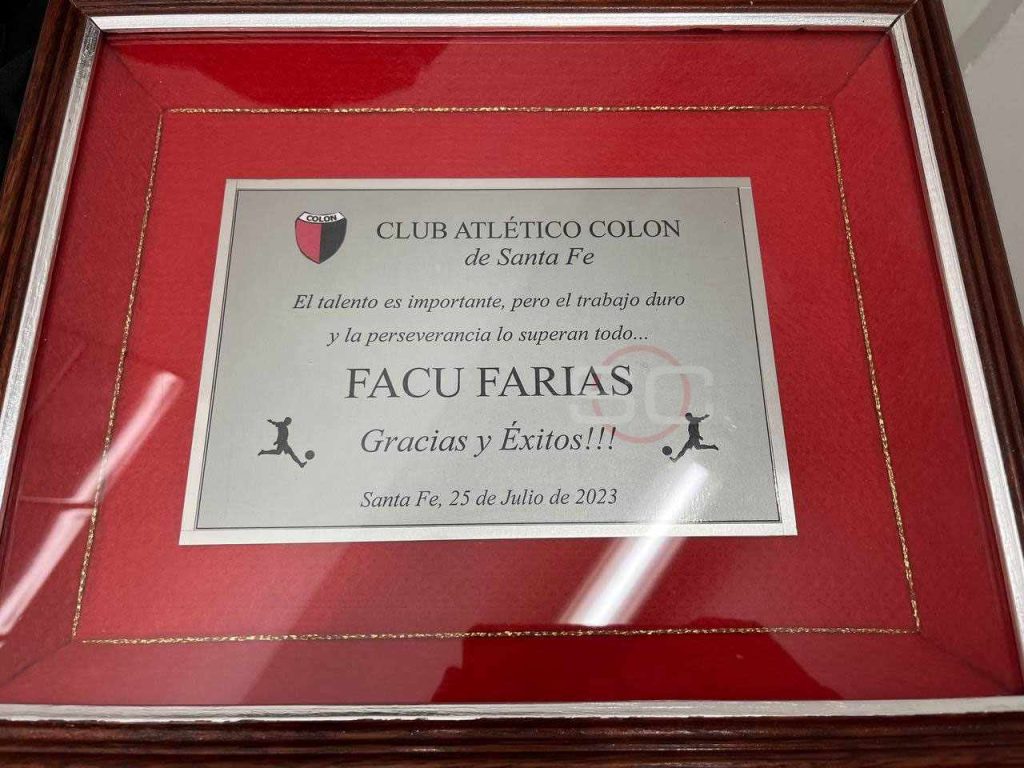 COLON
CLUB ATLÉTICO COLON
de Santa Fe
El talento es importante, pero el trabajo duro
y la perseverancia lo superan todo...
FACU FARIAS
SC
Gracias y Éxitos!!!
Santa Fe, 25 de Julio de 2023